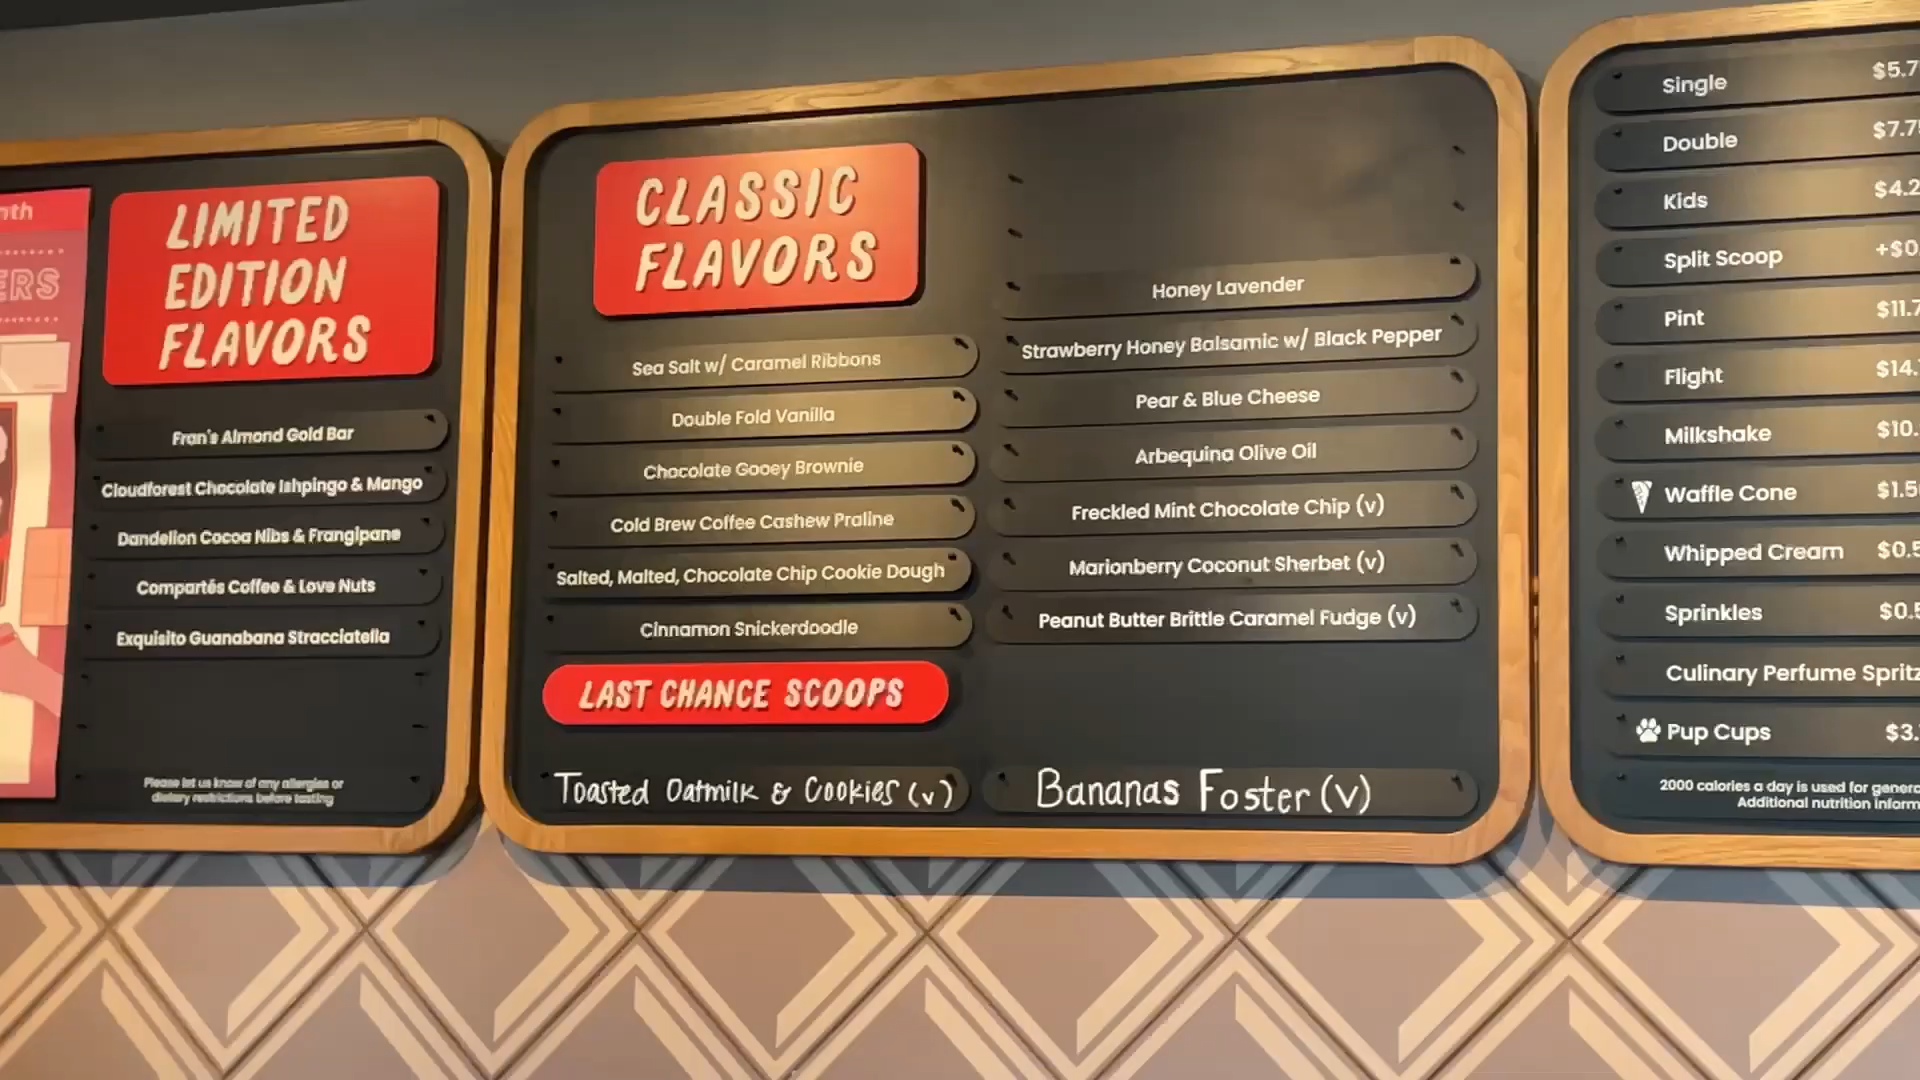 nth
ERS
LIMITED
EDITION
FLAVORS
Fran's Almond Gold Bar
Cloudforest Chocolate Ishpingo & Mango
Dandelion Cocoa Nibs & Frangipane
Compartés Coffee & Love Nuts
Exquisito Guanabana Stracciatella
Please let us know of any allergies or
dietary restrictions before tasting
CLASSIC
FLAVORS
Sea Salt w/ Caramel Ribbons
Double Fold Vanilla
Chocolate Gooey Brownie
Cold Brew Coffee Cashew Praline
Salted, Malted, Chocolate Chip Cookie Dough
Cinnamon Snickerdoodle
Honey Lavender
Strawberry Honey Balsamic w/ Black Pepper
Pear & Blue Cheese
Arbequina Olive Oil
Freckled Mint Chocolate Chip (v)
Marionberry Coconut Sherbet (v)
Peanut Butter Brittle Caramel Fudge (v)
LAST CHANCE SCOOPS
Toasted Oatmilk & Cookies (v)
Bananas Foster (v)
Single $5.7
Double $7.7
Kids $4.2
Split Scoop +$0.
Pint $11.7
Flight $14.
Milkshake $10.
Waffle Cone $1.5
Whipped Cream $0.5
Sprinkles $0.5
Culinary Perfume Spritz
Pup Cups $3.
2000 calories a day is used for genera
Additional nutrition inform